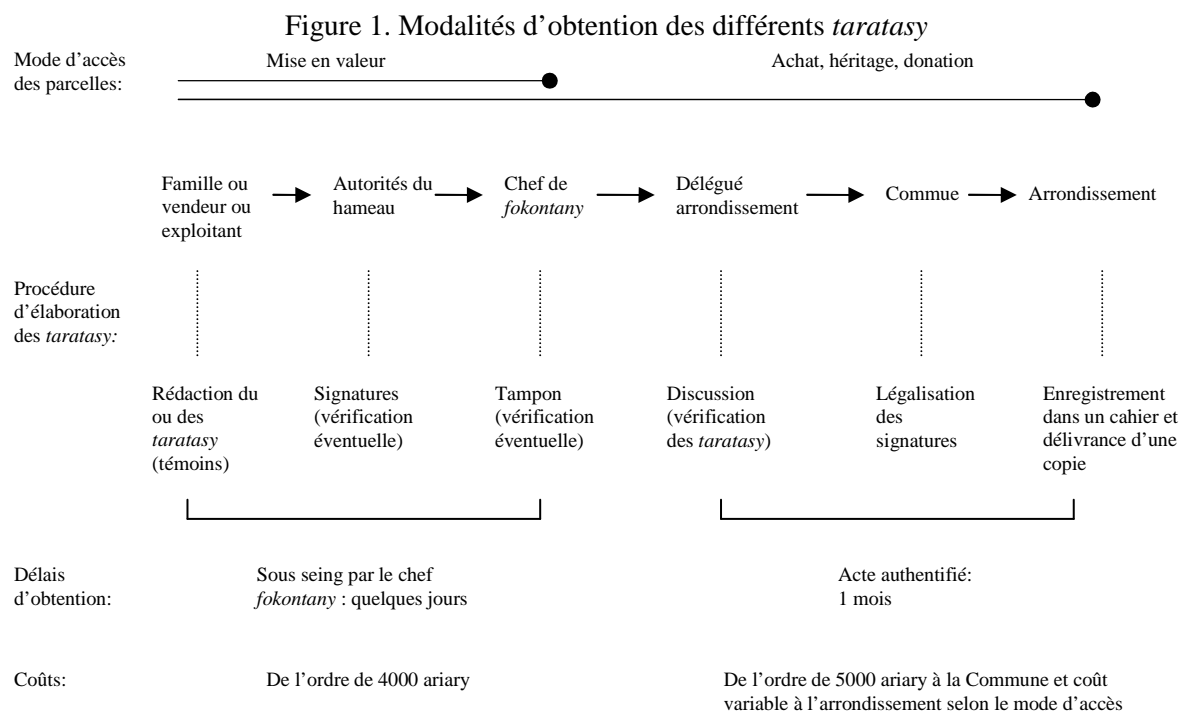 Figure 1. Modalités d’obtention des différents taratasy
Mode d’accès
des parcelles:
Mise en valeur
Achat, héritage, donation
Famille ou
vendeur ou
exploitant
Autorités du
hameau
Chef de
fokontany
Délégué
arrondissement
Commue
Arrondissement
Procédure
d’élaboration
des taratasy:
Rédaction du
ou des
taratasy
(témoins)
Signatures
(vérification
éventuelle)
Tampon
(vérification
éventuelle)
Discussion
(vérification
des taratasy)
Légalisation
des
signatures
Enregistrement
dans un cahier et
délivrance d’une
copie
Délais
d’obtention:
Sous seing par le chef
fokontany : quelques jours
Acte authentifié:
1 mois
Coûts:
De l’ordre de 4000 ariary
De l’ordre de 5000 ariary à la Commune et coût
variable à l’arrondissement selon le mode d’accès